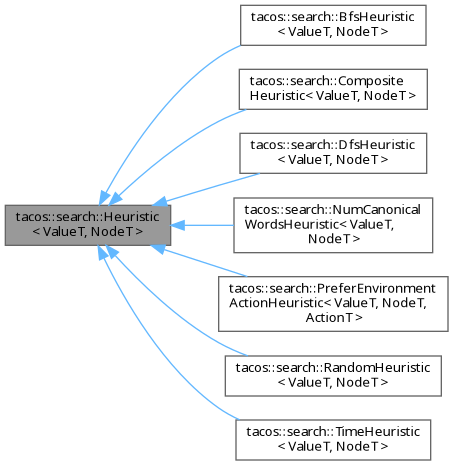 tacos::search::BfsHeuristic
< ValueT, NodeT >
tacos::search::Composite
Heuristic< ValueT, NodeT >
tacos::search::DfsHeuristic
< ValueT, NodeT >
tacos::search::Heuristic
< ValueT, NodeT >
tacos::search::NumCanonical
WordsHeuristic< ValueT,
NodeT >
tacos::search::PreferEnvironment
ActionHeuristic< ValueT, NodeT,
ActionT >
tacos::search::RandomHeuristic
< ValueT, NodeT >
tacos::search::TimeHeuristic
< ValueT, NodeT >